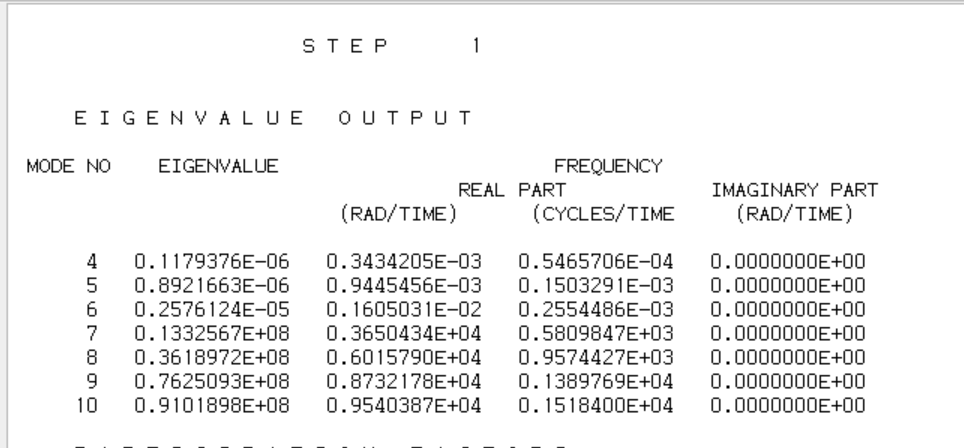 S T E P 1
E I G E N V A L U E O U T P U T
MODE NO EIGENVALUE FREQUENCY
REAL PART IMAGINARY PART
(RAD/TIME) (CYCLES/TIME (RAD/TIME)
4 0.1179376E-06 0.3434205E-03 0.5465706E-04 0.0000000E+00
5 0.8921663E-06 0.9445456E-03 0.1503291E-03 0.0000000E+00
6 0.2576124E-05 0.1605031E-02 0.2554486E-03 0.0000000E+00
7 0.1332567E+08 0.3650434E+04 0.5809847E+03 0.0000000E+00
8 0.3618972E+08 0.6015790E+04 0.9574427E+03 0.0000000E+00
9 0.7625093E+08 0.8732178E+04 0.1389769E+04 0.0000000E+00
10 0.9101898E+08 0.9540387E+04 0.1518400E+04 0.0000000E+00